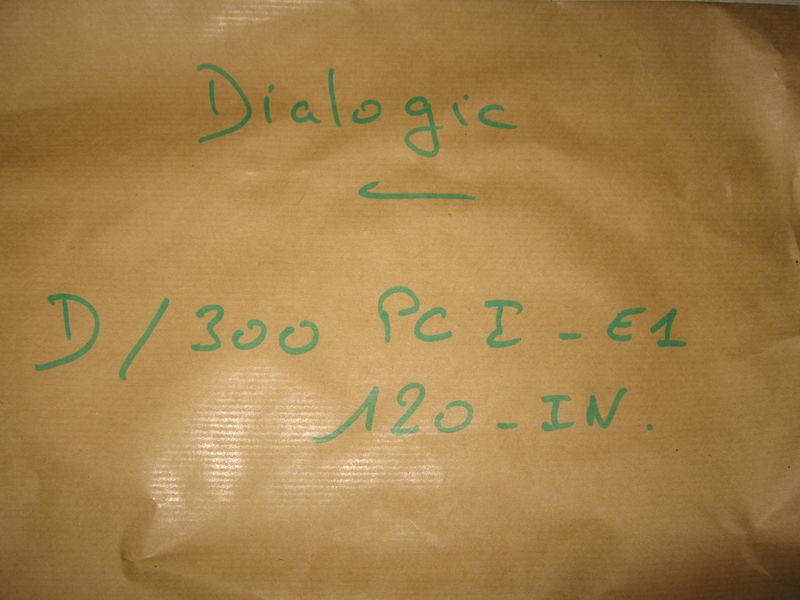 Dialogic
D/300 PCI-E1
120-IN.